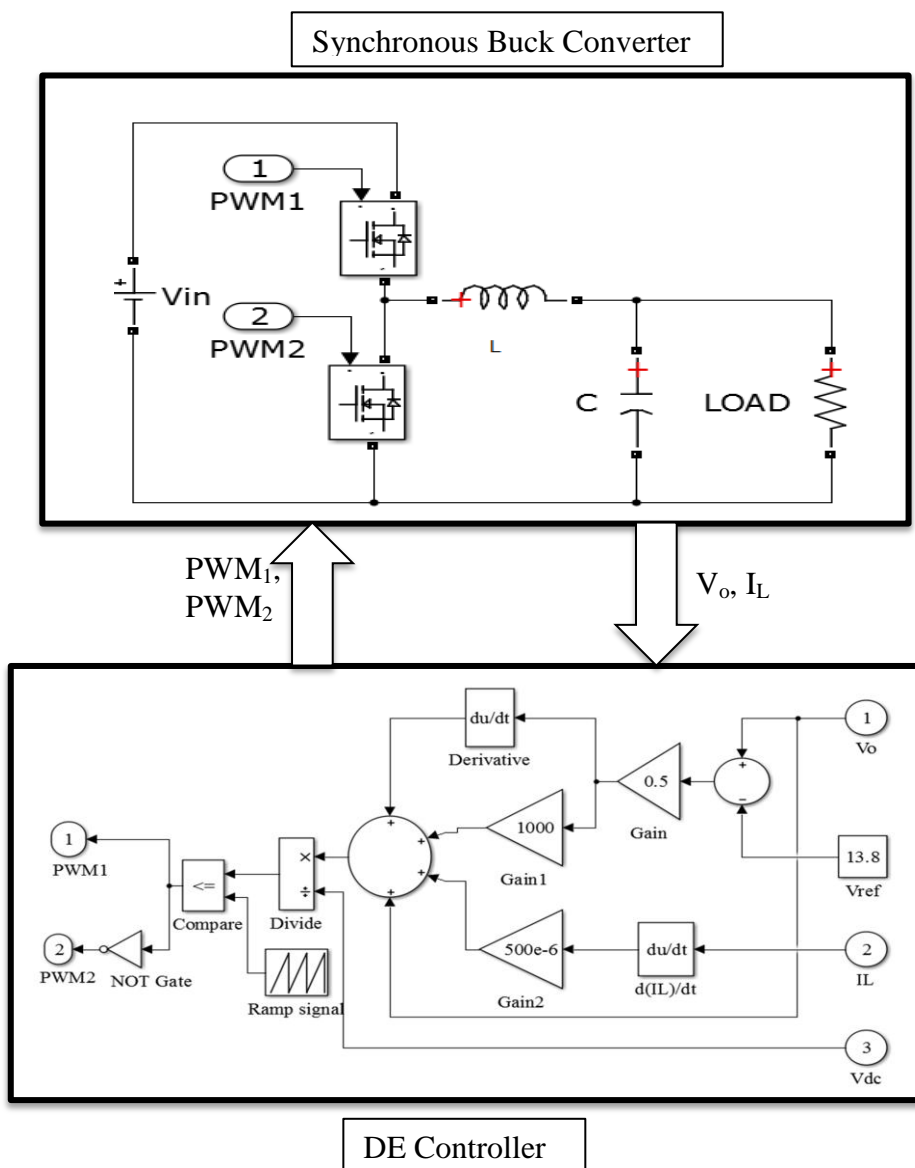 Synchronous Buck Converter
1
PWM1
+
Vin
2
PWM2
L
C
LOAD
PWM₁,
PWM₂
Vₒ, I_L
du/dt
Derivative
1
Vo
+
−
0.5
Gain
1000
Gain1
13.8
Vref
+
+
+
+
1
PWM1
<=
Compare
×
÷
Divide
2
PWM2
NOT Gate
Ramp signal
500e-6
Gain2
du/dt
d(IL)/dt
2
IL
3
Vdc
DE Controller